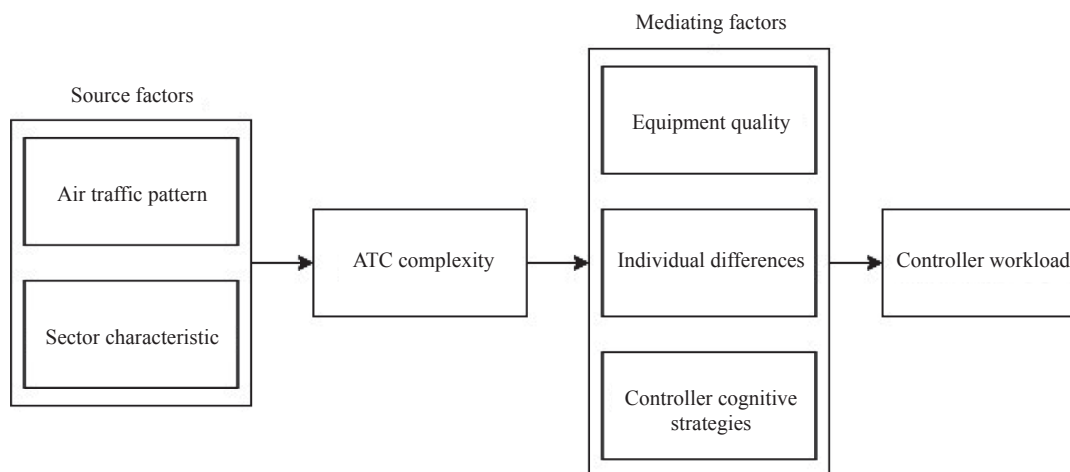 Source factors
Air traffic pattern
Sector characteristic
ATC complexity
Mediating factors
Equipment quality
Individual differences
Controller cognitive
strategies
Controller workload